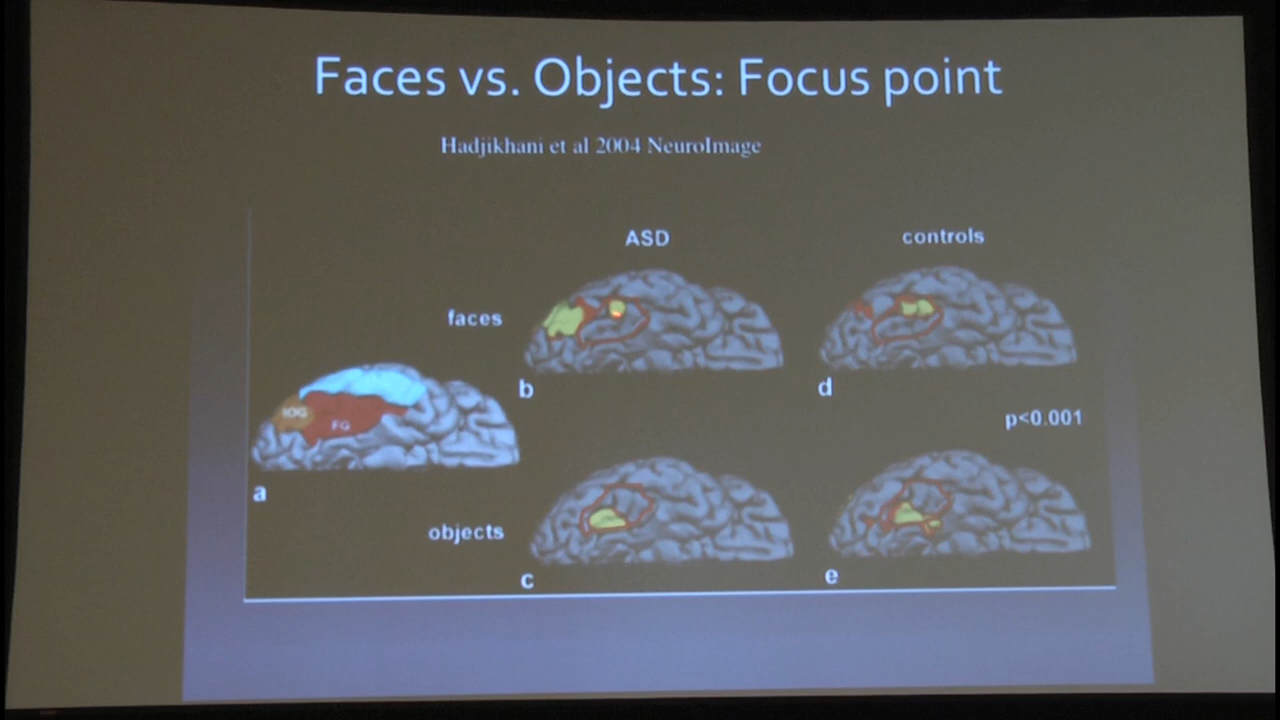 Faces vs. Objects: Focus point
Hadjikhani et al 2004 NeuroImage
ASD
controls
faces
b
d
IOG
FG
p<0.001
a
objects
c
e